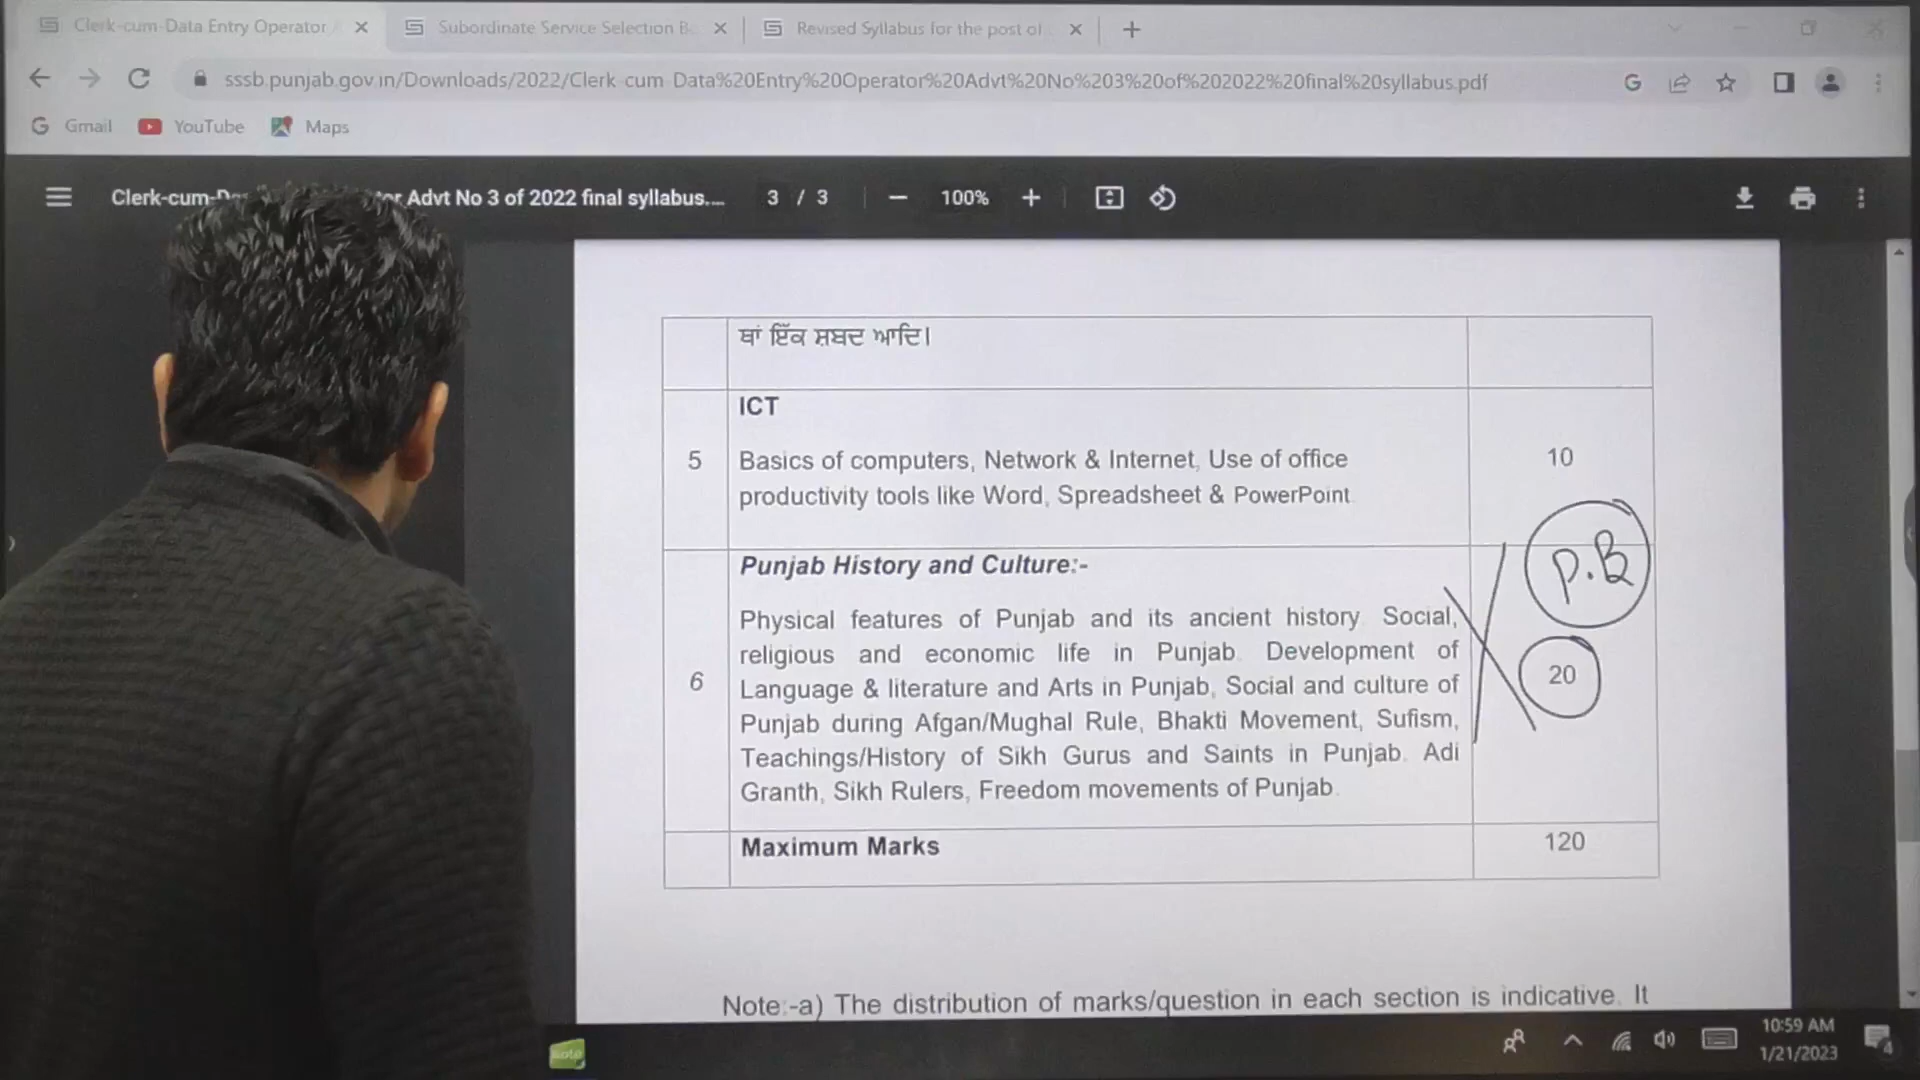 Clerk-cum-Data Entry Operator
Subordinate Service Selection B
Revised Syllabus for the post of
sssb.punjab.gov.in/Downloads/2022/Clerk-cum-Data%20Entry%20Operator%20Advt%20No%203%20of%202022%20final%20syllabus.pdf
Gmail YouTube Maps
Clerk-cum- Advt No 3 of 2022 final syllabus.... 3 / 3 100%
ਥਾਂ ਇੱਕ ਸ਼ਬਦ ਆਦਿ।
ICT
5 Basics of computers, Network & Internet, Use of office 10
productivity tools like Word, Spreadsheet & PowerPoint.
P.B
Punjab History and Culture:-
Physical features of Punjab and its ancient history. Social,
religious and economic life in Punjab. Development of
6 Language & literature and Arts in Punjab, Social and culture of 20
Punjab during Afgan/Mughal Rule, Bhakti Movement, Sufism,
Teachings/History of Sikh Gurus and Saints in Punjab. Adi
Granth, Sikh Rulers, Freedom movements of Punjab.
Maximum Marks 120
Note:-a) The distribution of marks/question in each section is indicative. It
10:59 AM
1/21/2023
4